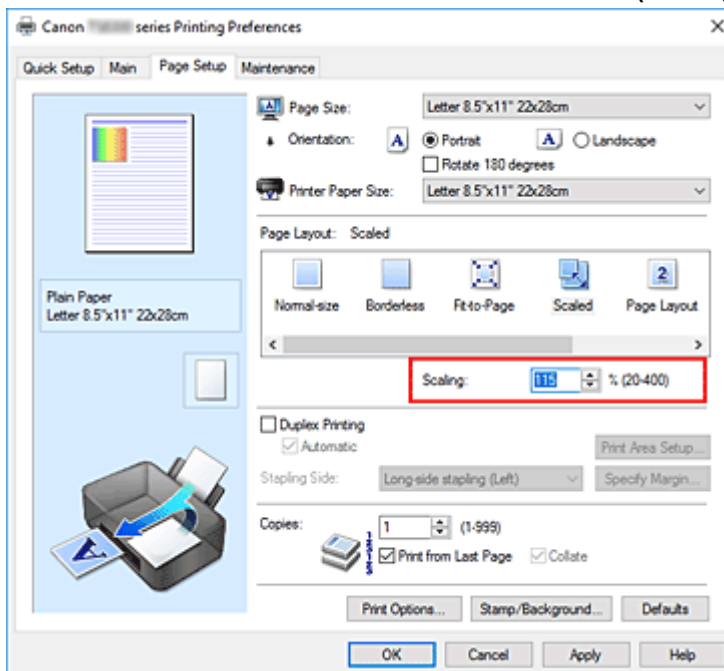 Canon series Printing Preferences
Quick Setup Main Page Setup Maintenance
Page Size: Letter 8.5"x11" 22x28cm
Orientation: A Portrait A Landscape
Rotate 180 degrees
Printer Paper Size: Letter 8.5"x11" 22x28cm
Page Layout: Scaled
Normal-size Borderless Fit-to-Page Scaled Page Layout
Plain Paper
Letter 8.5"x11" 22x28cm
Scaling: 115 % (20-400)
Duplex Printing
Automatic
Print Area Setup...
Stapling Side: Long-side stapling (Left) Specify Margin...
Copies: 1 (1-999)
Print from Last Page Collate
Print Options... Stamp/Background... Defaults
OK Cancel Apply Help